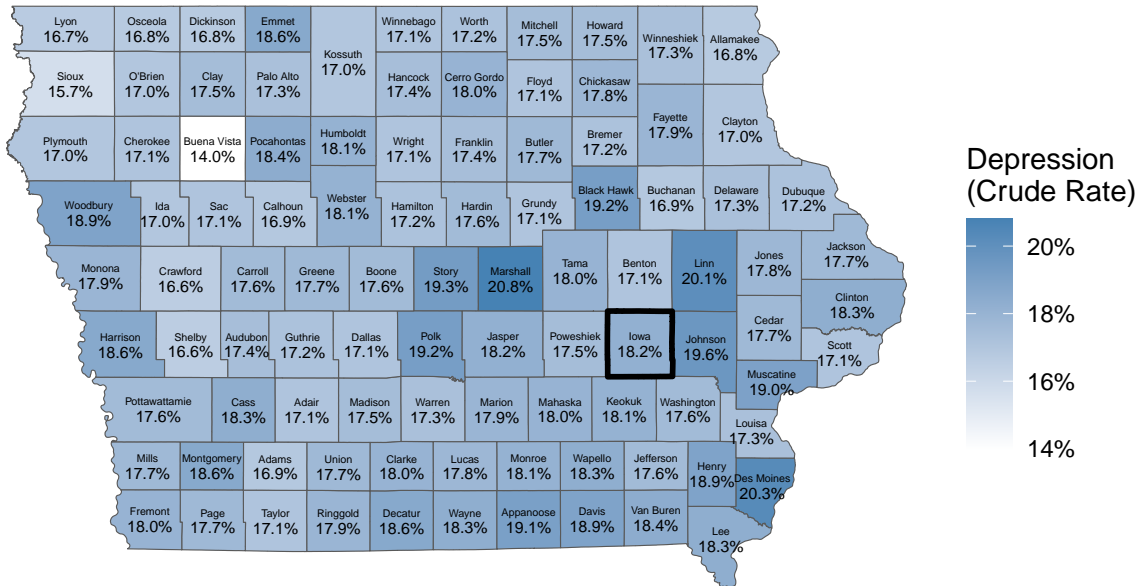 Lyon
16.7%
Osceola
16.8%
Dickinson
16.8%
Emmet
18.6%
Kossuth
17.0%
Winnebago
17.1%
Worth
17.2%
Mitchell
17.5%
Howard
17.5%
Winneshiek
17.3%
Allamakee
16.8%
Sioux
15.7%
O'Brien
17.0%
Clay
17.5%
Palo Alto
17.3%
Hancock
17.4%
Cerro Gordo
18.0%
Floyd
17.1%
Chickasaw
17.8%
Fayette
17.9%
Clayton
17.0%
Plymouth
17.0%
Cherokee
17.1%
Buena Vista
14.0%
Pocahontas
18.4%
Humboldt
18.1%
Wright
17.1%
Franklin
17.4%
Butler
17.7%
Bremer
17.2%
Woodbury
18.9%
Ida
17.0%
Sac
17.1%
Calhoun
16.9%
Webster
18.1%
Hamilton
17.2%
Hardin
17.6%
Grundy
17.1%
Black Hawk
19.2%
Buchanan
16.9%
Delaware
17.3%
Dubuque
17.2%
Monona
17.9%
Crawford
16.6%
Carroll
17.6%
Greene
17.7%
Boone
17.6%
Story
19.3%
Marshall
20.8%
Tama
18.0%
Benton
17.1%
Linn
20.1%
Jones
17.8%
Jackson
17.7%
Clinton
18.3%
Harrison
18.6%
Shelby
16.6%
Audubon
17.4%
Guthrie
17.2%
Dallas
17.1%
Polk
19.2%
Jasper
18.2%
Poweshiek
17.5%
Iowa
18.2%
Johnson
19.6%
Cedar
17.7%
Scott
17.1%
Muscatine
19.0%
Pottawattamie
17.6%
Cass
18.3%
Adair
17.1%
Madison
17.5%
Warren
17.3%
Marion
17.9%
Mahaska
18.0%
Keokuk
18.1%
Washington
17.6%
Louisa
17.3%
Mills
17.7%
Montgomery
18.6%
Adams
16.9%
Union
17.7%
Clarke
18.0%
Lucas
17.8%
Monroe
18.1%
Wapello
18.3%
Jefferson
17.6%
Henry
18.9%
Des Moines
20.3%
Fremont
18.0%
Page
17.7%
Taylor
17.1%
Ringgold
17.9%
Decatur
18.6%
Wayne
18.3%
Appanoose
19.1%
Davis
18.9%
Van Buren
18.4%
Lee
18.3%
Depression
(Crude Rate)
20%
18%
16%
14%